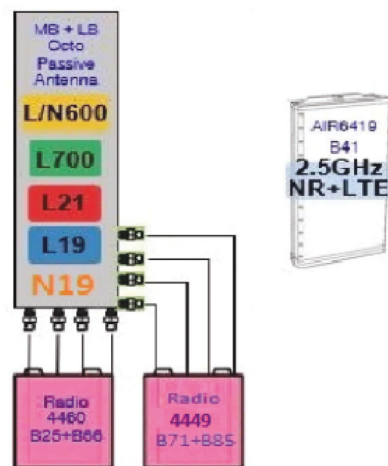 MB + LB
Octo
Passive
Antenna
L/N600
L700
L21
L19
N19
AIR6419
B41
2.5GHz
NR+LTE
Radio
4460
B25+B66
Radio
4449
B71+B85